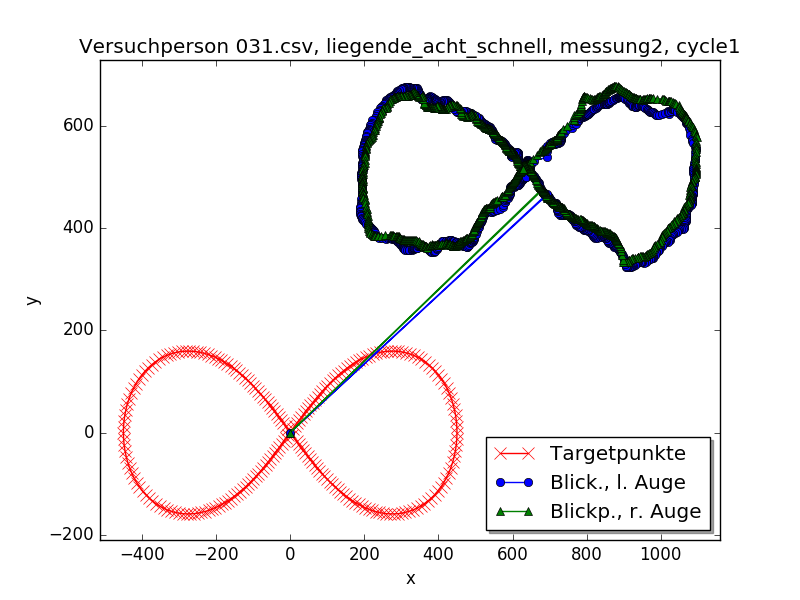 Versuchperson 031.csv, liegende_acht_schnell, messung2, cycle1
y
600
400
200
0
−200
−400
−200
0
200
400
600
800
1000
x
Targetpunkte
Blick., l. Auge
Blickp., r. Auge